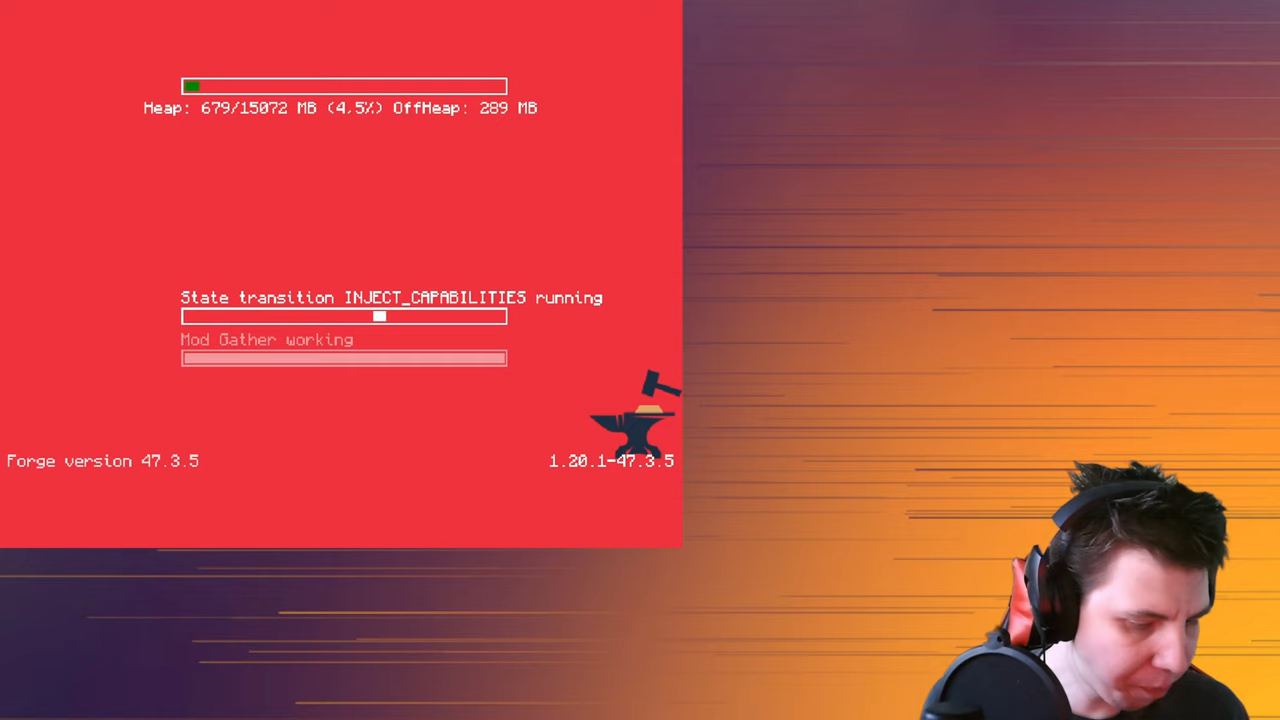 Heap: 679/15072 MB (4.5%) OffHeap: 289 MB
State transition INJECT_CAPABILITIES running
Mod Gather working
Forge version 47.3.5
1.20.1-47.3.5